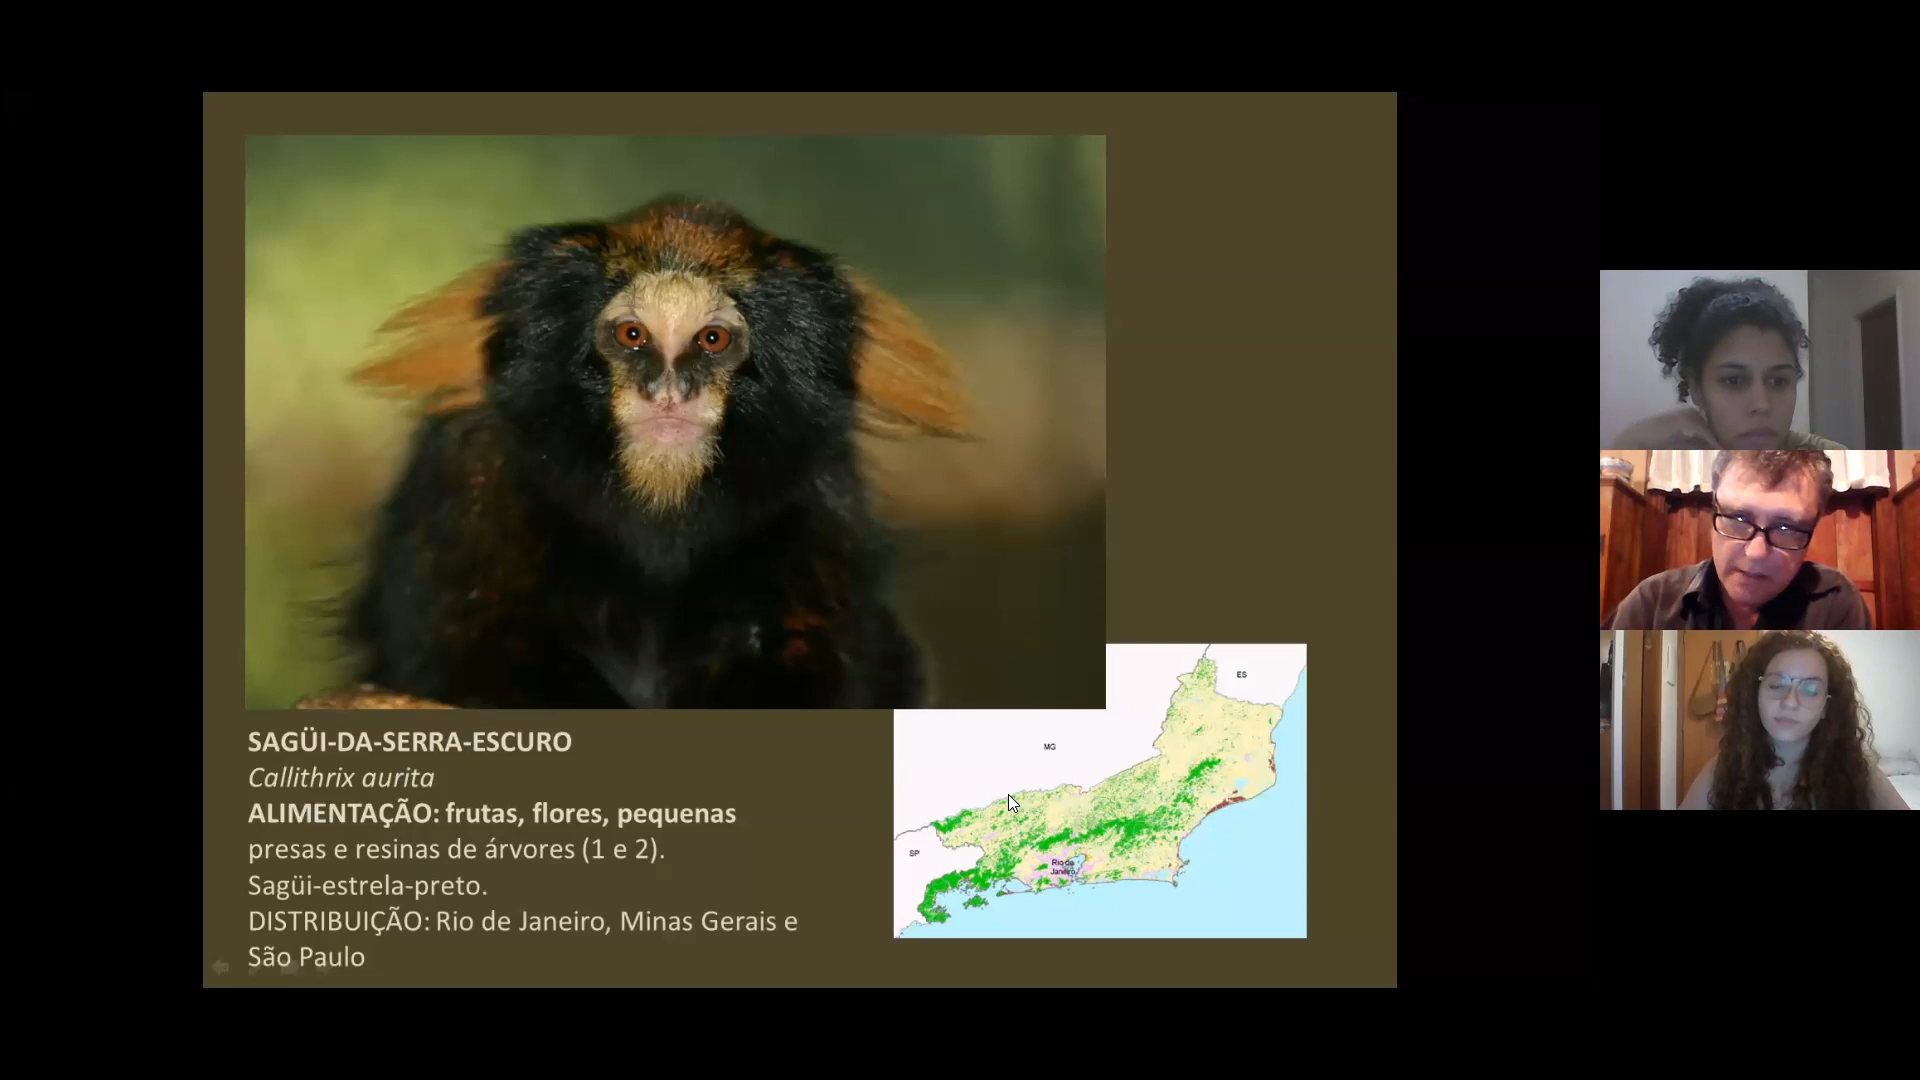 SAGÜI-DA-SERRA-ESCURO
Callithrix aurita
ALIMENTAÇÃO: frutas, flores, pequenas
presas e resinas de árvores (1 e 2).
Sagüi-estrela-preto.
DISTRIBUIÇÃO: Rio de Janeiro, Minas Gerais e
São Paulo
ES
MG
SP
Rio de
Janeiro